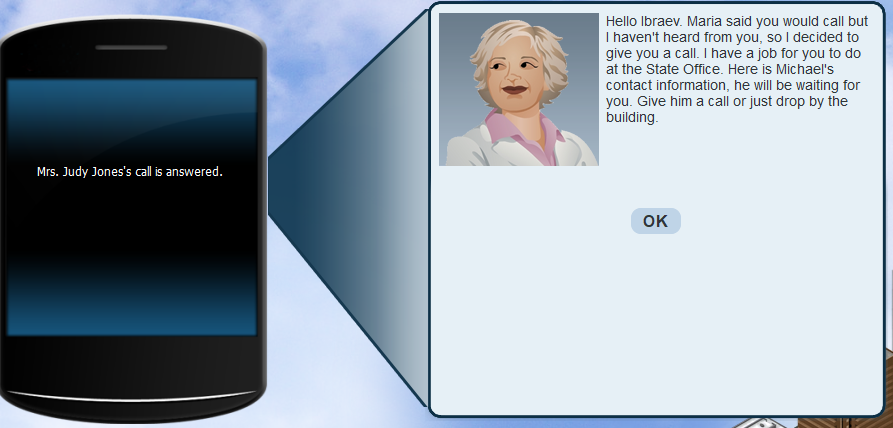 Mrs. Judy Jones's call is answered.
Hello Ibraev. Maria said you would call but
I haven't heard from you, so I decided to
give you a call. I have a job for you to do
at the State Office. Here is Michael's
contact information, he will be waiting for
you. Give him a call or just drop by the
building.
OK